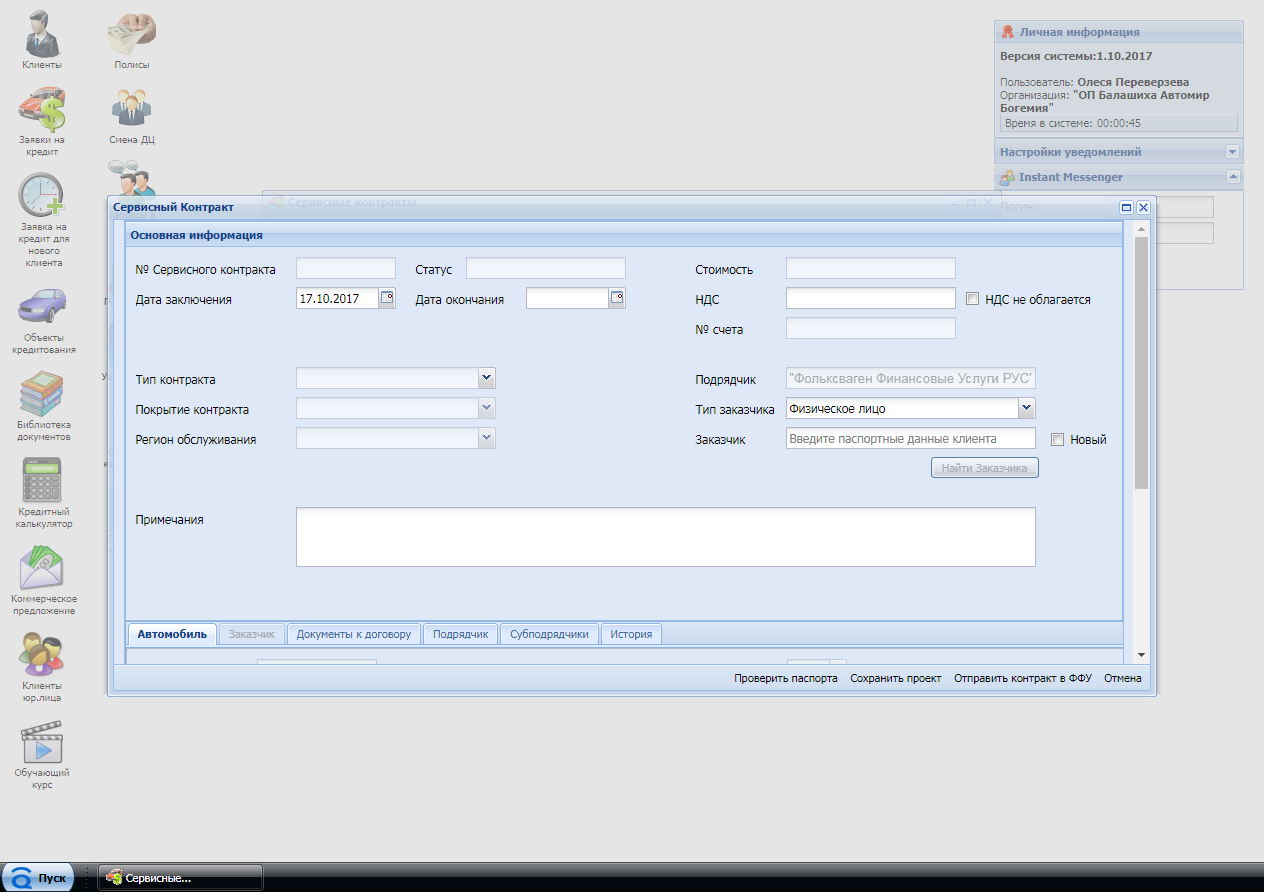 Клиенты
Полисы
Заявки на
кредит
Смена ДЦ
Заявка на
кредит для
нового
клиента
Объекты
кредитования
Библиотека
документов
Кредитный
калькулятор
Коммерческое
предложение
Клиенты
юр.лица
Обучающий
курс
Личная информация
Версия системы:1.10.2017
Пользователь: Олеся Переверзева
Организация: "ОП Балашиха Автомир
Богемия"
Время в системе: 00:00:45
Настройки уведомлений
Instant Messenger
Логин:
Сервисные контракты
Сервисный Контракт
Основная информация
№ Сервисного контракта
Статус
Стоимость
Дата заключения 17.10.2017
Дата окончания
НДС
НДС не облагается
№ счета
Тип контракта
Подрядчик "Фольксваген Финансовые Услуги РУС"
Покрытие контракта
Тип заказчика Физическое лицо
Регион обслуживания
Заказчик Введите паспортные данные клиента
Новый
Найти Заказчика
Примечания
Автомобиль Заказчик Документы к договору Подрядчик Субподрядчики История
Проверить паспорта Сохранить проект Отправить контракт в ФФУ Отмена
Пуск Сервисные...